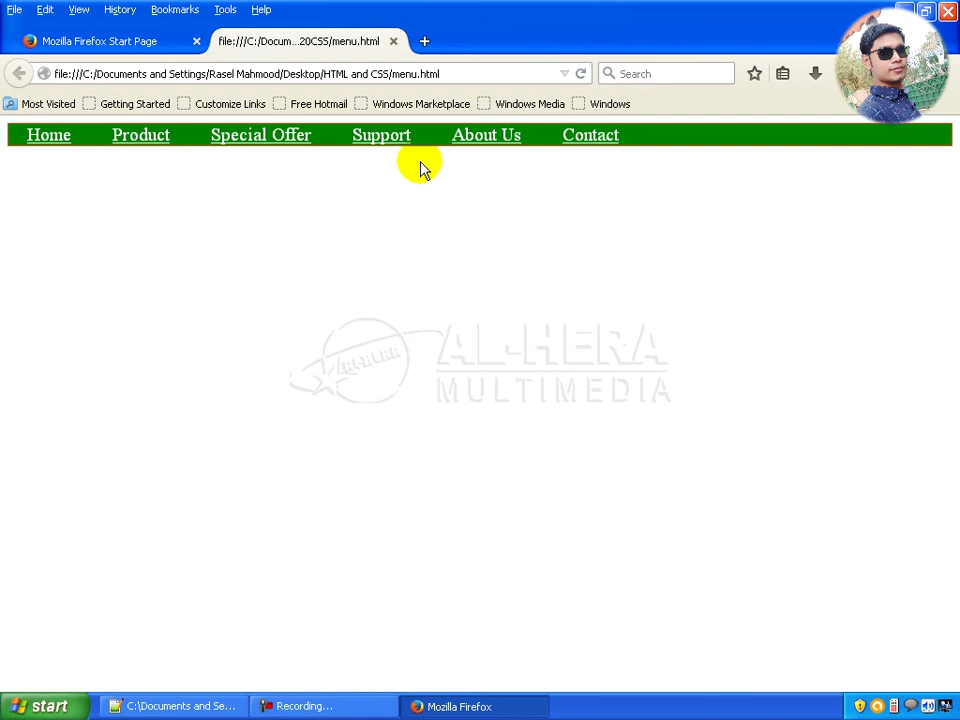 File Edit View History Bookmarks Tools Help
Mozilla Firefox Start Page × file:///C:/Docum...20CSS/menu.html × +
file:///C:/Documents and Settings/Rasel Mahmood/Desktop/HTML and CSS/menu.html Search
Most Visited Getting Started Customize Links Free Hotmail Windows Marketplace Windows Media Windows
Home Product Special Offer Support About Us Contact
AL-HERA
AL-HERA
MULTIMEDIA
start C:\Documents and Se... Recording... Mozilla Firefox